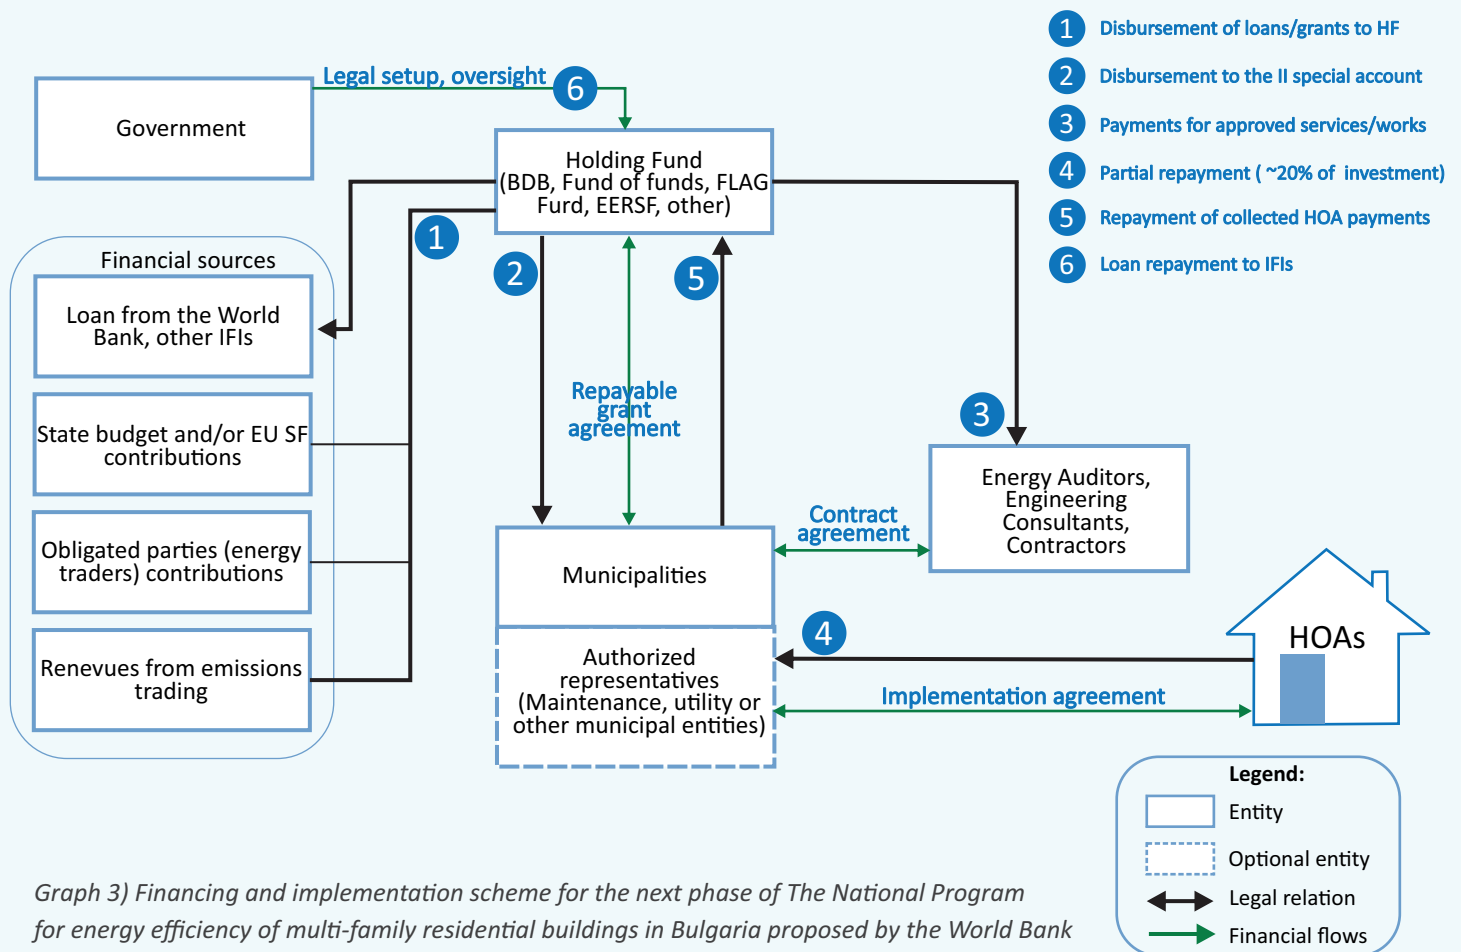 1 Disbursement of loans/grants to HF
2 Disbursement to the II special account
3 Payments for approved services/works
4 Partial repayment ( ~20% of investment)
5 Repayment of collected HOA payments
6 Loan repayment to IFIs
Legal setup, oversight
6
Government
Holding Fund
(BDB, Fund of funds, FLAG
Furd, EERSF, other)
1
2
5
3
Financial sources
Loan from the World
Bank, other IFIs
State budget and/or EU SF
contributions
Obligated parties (energy
traders) contributions
Renevues from emissions
trading
Repayable
grant
agreement
Municipalities
Authorized
representatives
(Maintenance, utility or
other municipal entities)
Contract
agreement
Energy Auditors,
Engineering
Consultants,
Contractors
4
Implementation agreement
HOAs
Legend:
Entity
Optional entity
Legal relation
Financial flows
Graph 3) Financing and implementation scheme for the next phase of The National Program
for energy efficiency of multi-family residential buildings in Bulgaria proposed by the World Bank